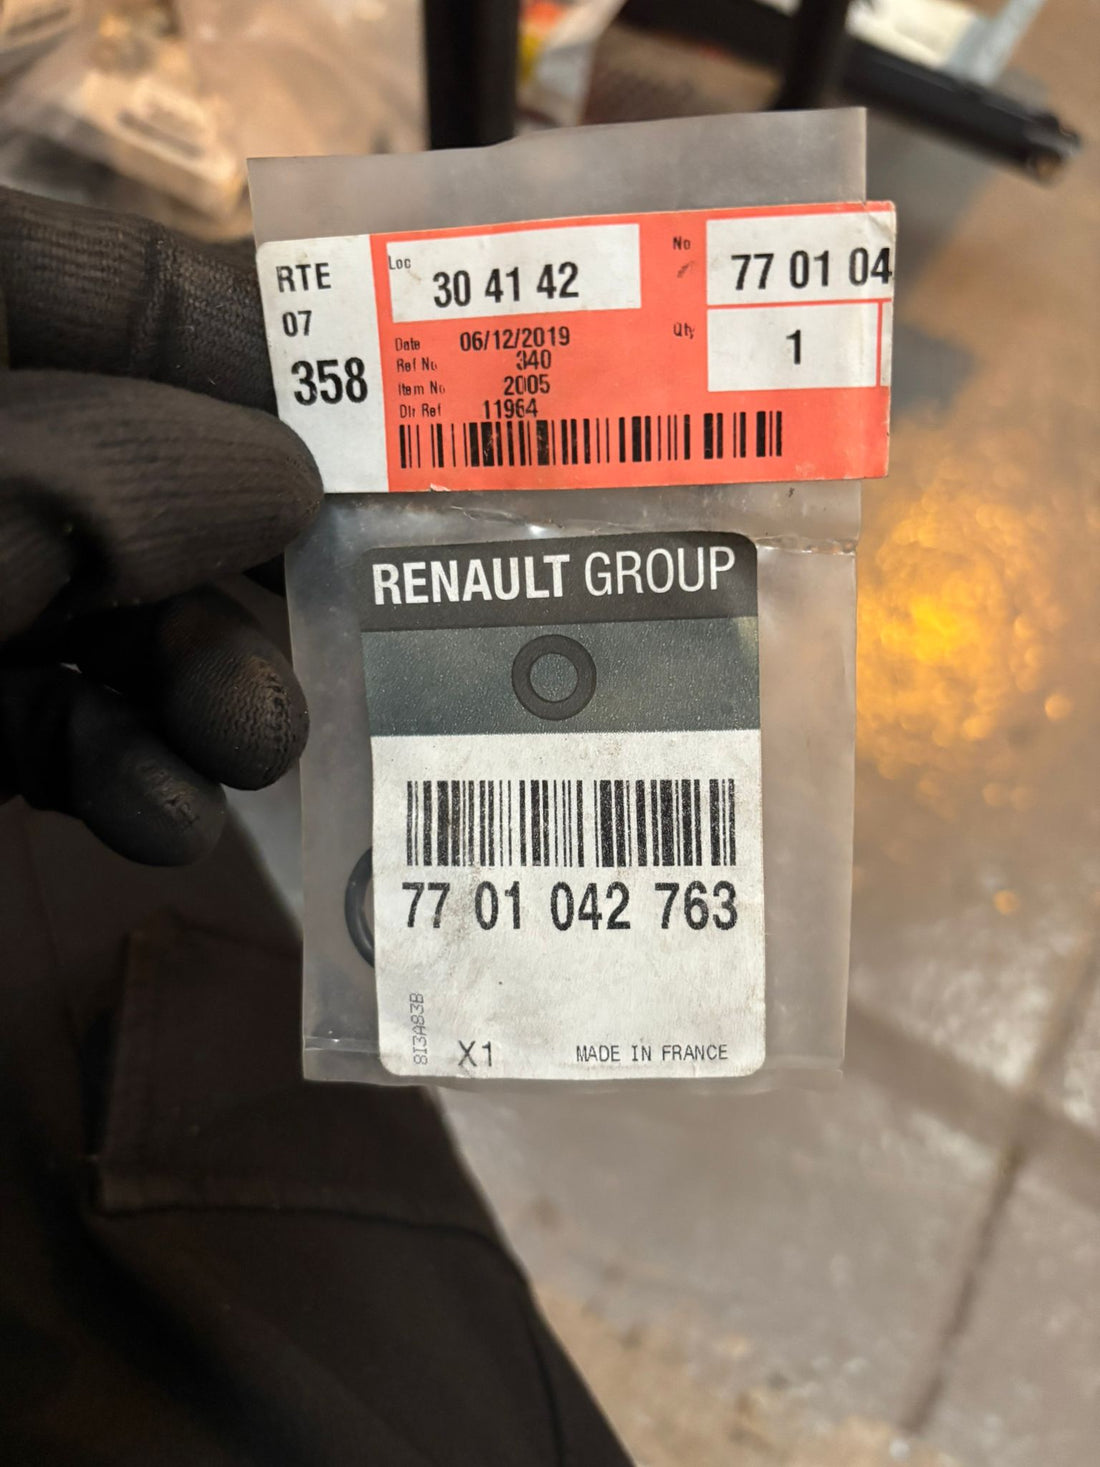 RTE
07
358
Loc
30 41 42
No
77 01 04
Date 06/12/2019
Ref No 340
Item No 2005
Dlr Ref 11964
Qty
1
RENAULT GROUP
77 01 042 763
8I3A83B
X1
MADE IN FRANCE